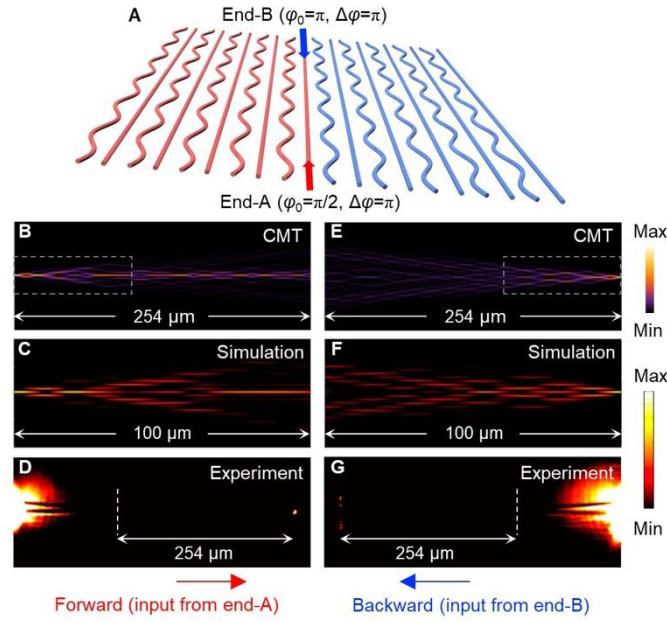 A
End-B (φ₀=π, Δφ=π)
End-A (φ₀=π/2, Δφ=π)
B
CMT
254 μm
E
CMT
254 μm
Max
Min
C
Simulation
100 μm
F
Simulation
100 μm
Max
Min
D
Experiment
254 μm
G
Experiment
254 μm
Forward (input from end-A)
Backward (input from end-B)